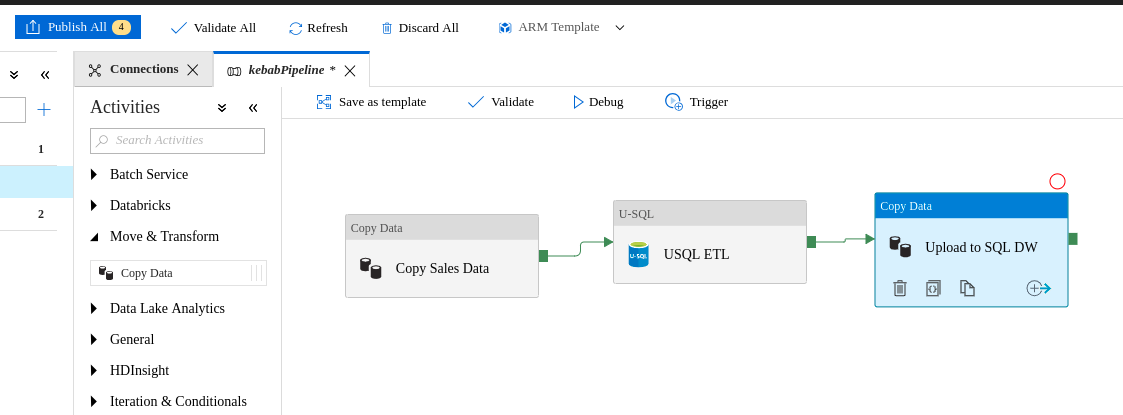 Publish All 4 Validate All Refresh Discard All ARM Template
Connections kebabPipeline *
Activities
Save as template Validate Debug Trigger
Search Activities
1
Batch Service
Databricks
2
Move & Transform
Copy Data
Data Lake Analytics
General
HDInsight
Iteration & Conditionals
Copy Data
Copy Sales Data
U-SQL
U-SQL
USQL ETL
Copy Data
Upload to SQL DW